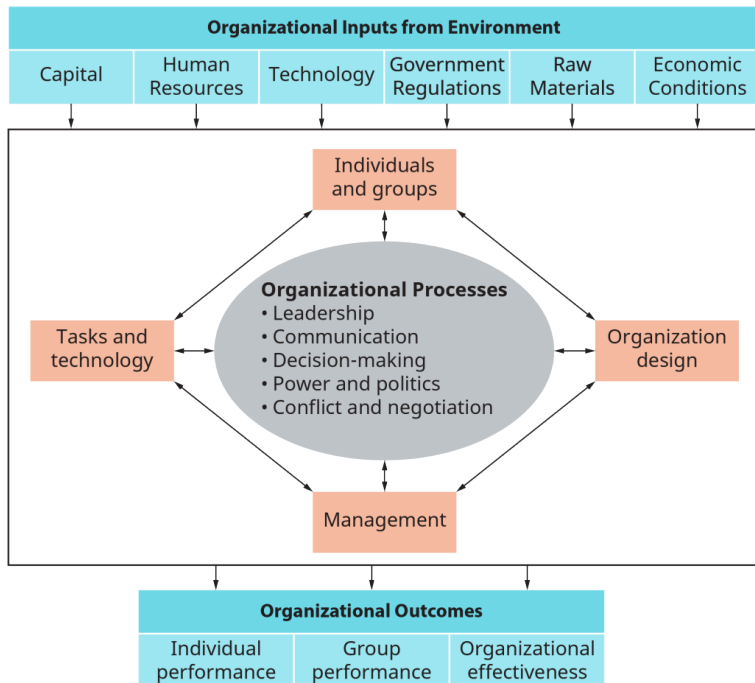 Organizational Inputs from Environment
Capital
Human
Resources
Technology
Government
Regulations
Raw
Materials
Economic
Conditions
Individuals
and groups
Organizational Processes
• Leadership
• Communication
• Decision-making
• Power and politics
• Conflict and negotiation
Tasks and
technology
Organization
design
Management
Organizational Outcomes
Individual
performance
Group
performance
Organizational
effectiveness